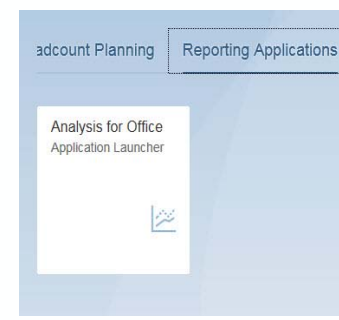 adcount Planning Reporting Applications
Analysis for Office
Application Launcher